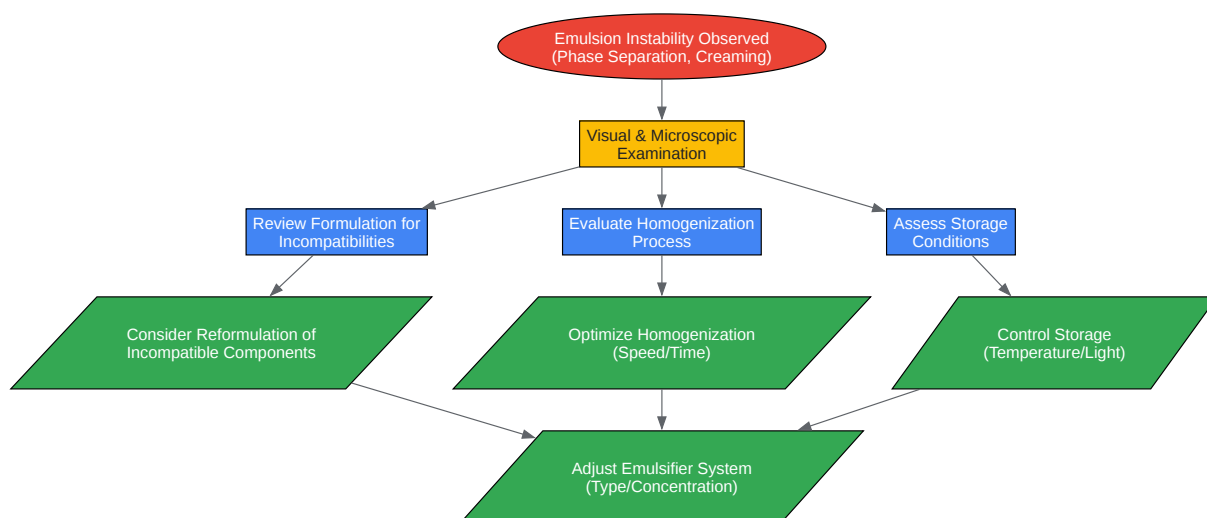 Emulsion Instability Observed
(Phase Separation, Creaming)
Visual & Microscopic
Examination
Review Formulation for
Incompatibilities
Evaluate Homogenization
Process
Assess Storage
Conditions
Consider Reformulation of
Incompatible Components
Optimize Homogenization
(Speed/Time)
Control Storage
(Temperature/Light)
Adjust Emulsifier System
(Type/Concentration)